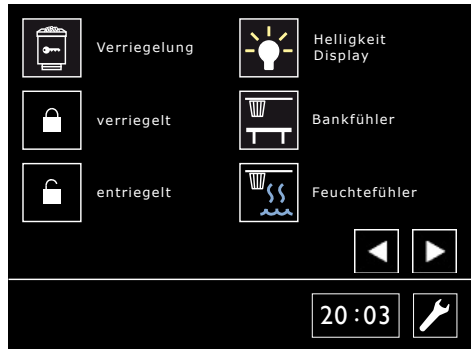 Verriegelung
Helligkeit
Display
verriegelt
Bankfühler
entriegelt
Feuchtefühler
20:03